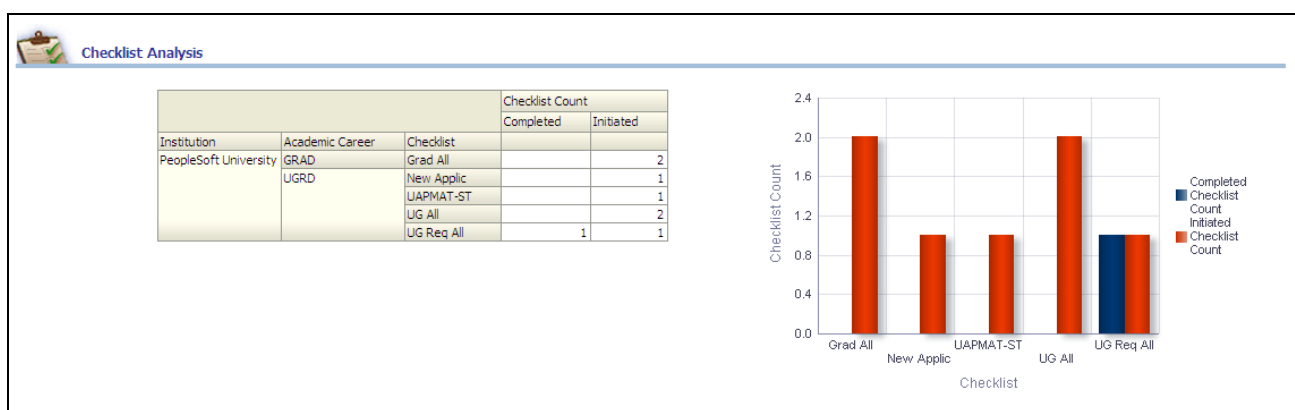 Checklist Analysis
Checklist Count
Completed Initiated
Institution Academic Career Checklist
PeopleSoft University GRAD Grad All 2
UGRD New Applic 1
UAPMAT-ST 1
UG All 2
UG Req All 1 1
2.4
2.0
1.6
1.2
0.8
0.4
0.0
Checklist Count
Grad All
New Applic
UAPMAT-ST
UG All
UG Req All
Checklist
Completed
Checklist
Count
Initiated
Checklist
Count